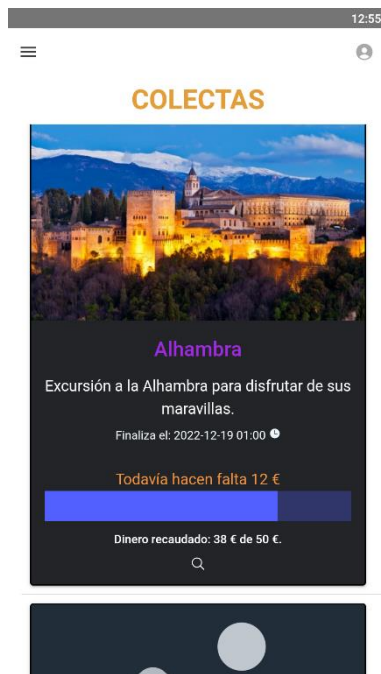 12:55
COLECTAS
Alhambra
Excursión a la Alhambra para disfrutar de sus
maravillas.
Finaliza el: 2022-12-19 01:00
Todavía hacen falta 12 €
Dinero recaudado: 38 € de 50 €.